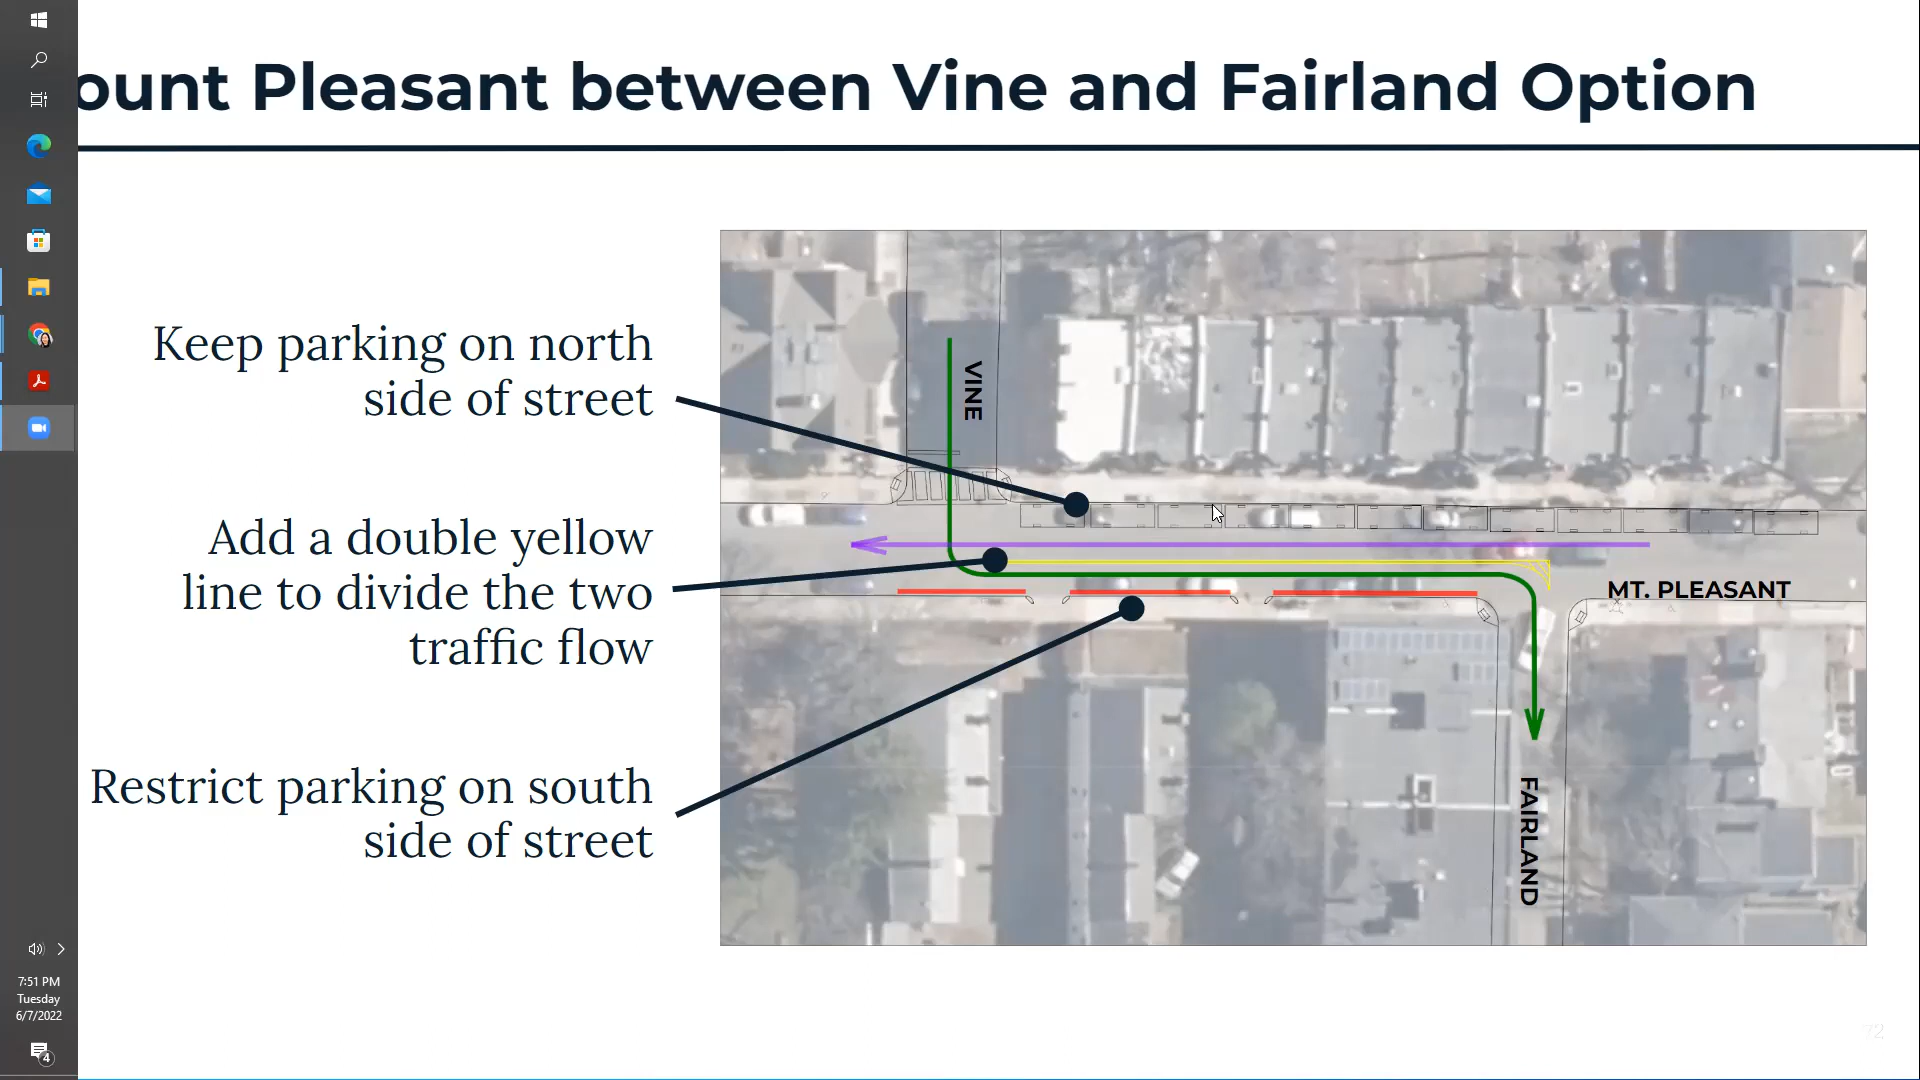 ount Pleasant between Vine and Fairland Option
Keep parking on north
side of street
Add a double yellow
line to divide the two
traffic flow
Restrict parking on south
side of street
VINE
MT. PLEASANT
FAIRLAND
7:51 PM
Tuesday
6/7/2022
4
72